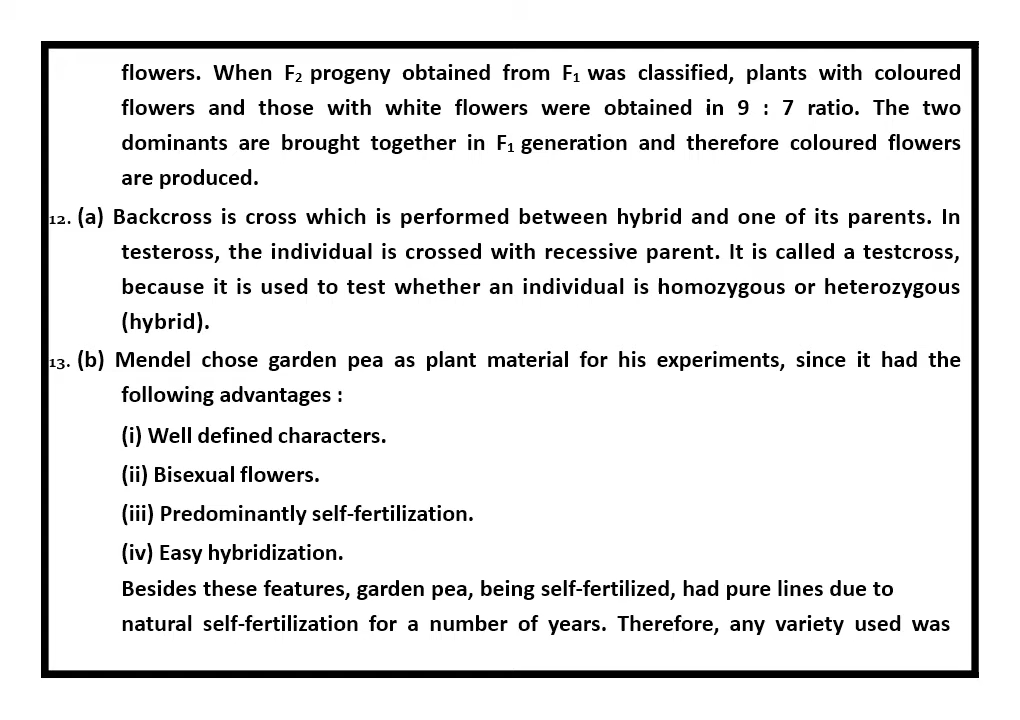 flowers. When F₂ progeny obtained from F₁ was classified, plants with coloured
flowers and those with white flowers were obtained in 9 : 7 ratio. The two
dominants are brought together in F₁ generation and therefore coloured flowers
are produced.
12. (a) Backcross is cross which is performed between hybrid and one of its parents. In
testeross, the individual is crossed with recessive parent. It is called a testcross,
because it is used to test whether an individual is homozygous or heterozygous
(hybrid).
13. (b) Mendel chose garden pea as plant material for his experiments, since it had the
following advantages :
(i) Well defined characters.
(ii) Bisexual flowers.
(iii) Predominantly self-fertilization.
(iv) Easy hybridization.
Besides these features, garden pea, being self-fertilized, had pure lines due to
natural self-fertilization for a number of years. Therefore, any variety used was